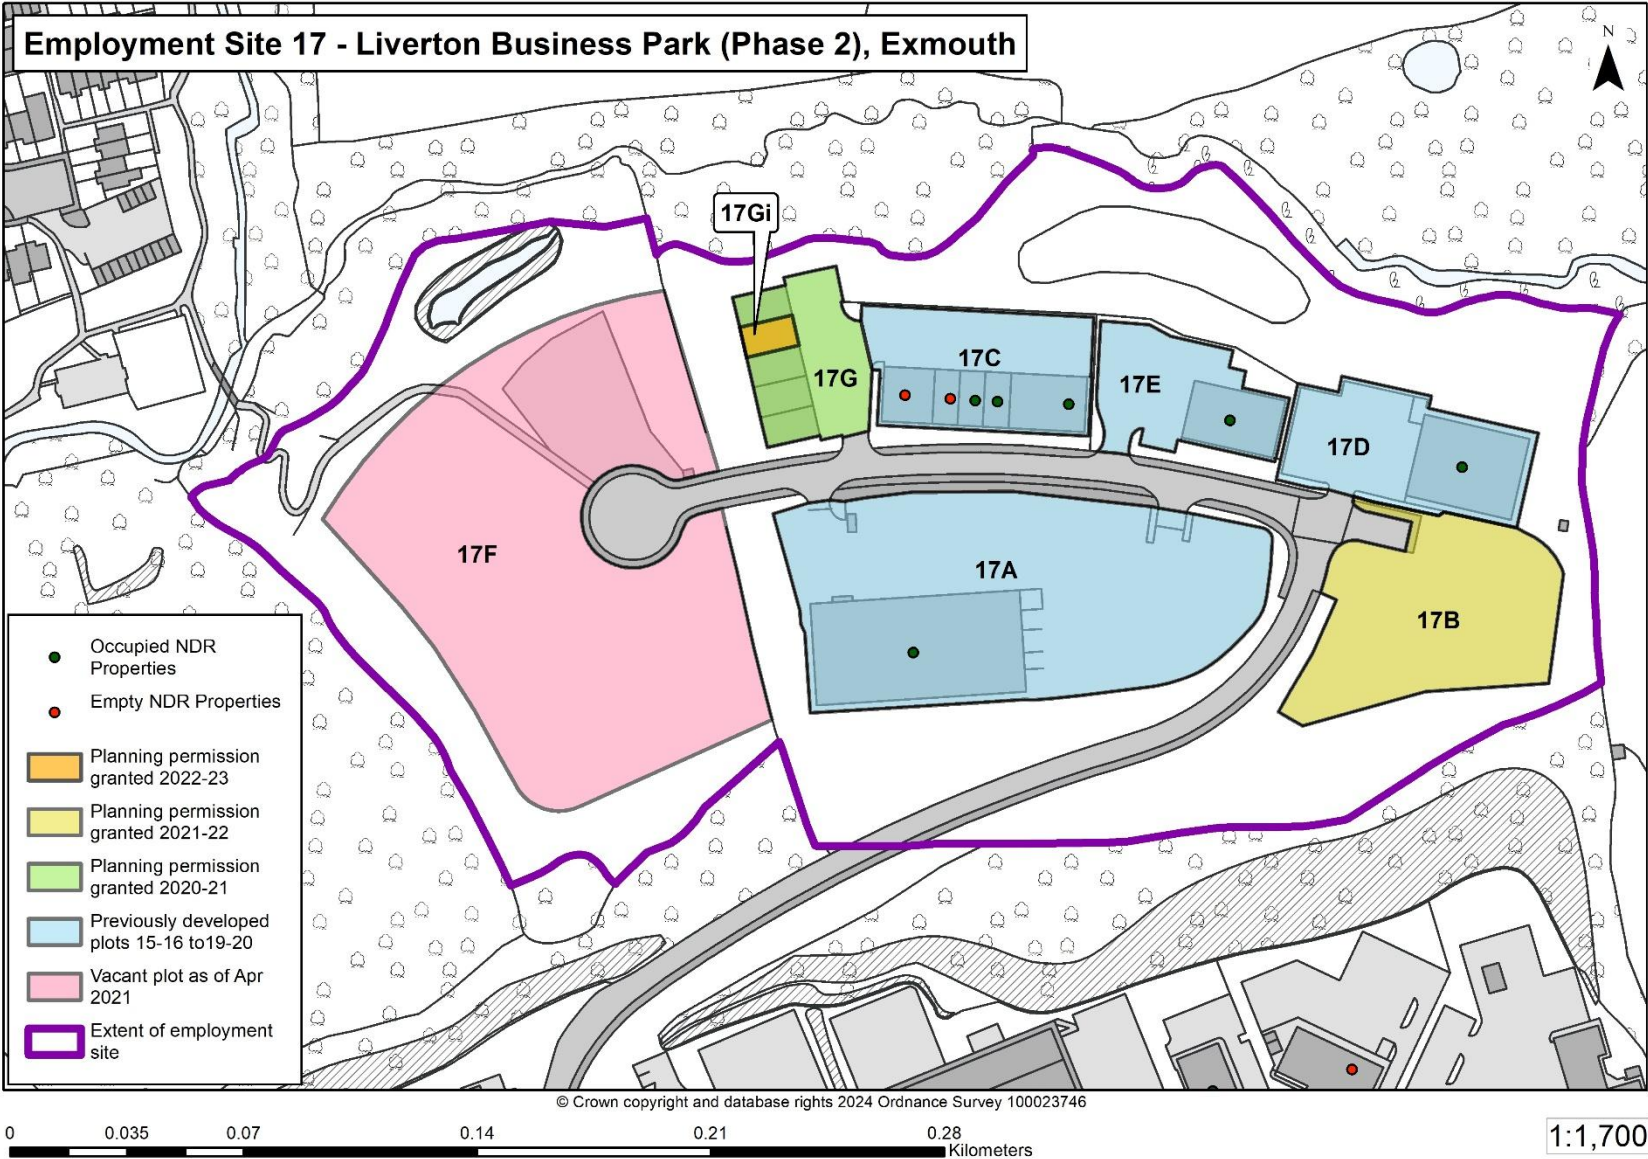 Employment Site 17 - Liverton Business Park (Phase 2), Exmouth
N
17Gi
17C
17G
17E
17D
17F
17A
17B
Occupied NDR
Properties
Empty NDR Properties
Planning permission
granted 2022-23
Planning permission
granted 2021-22
Planning permission
granted 2020-21
Previously developed
plots 15-16 to19-20
Vacant plot as of Apr
2021
Extent of employment
site
© Crown copyright and database rights 2024 Ordnance Survey 100023746
0 0.035 0.07 0.14 0.21 0.28
Kilometers
1:1,700